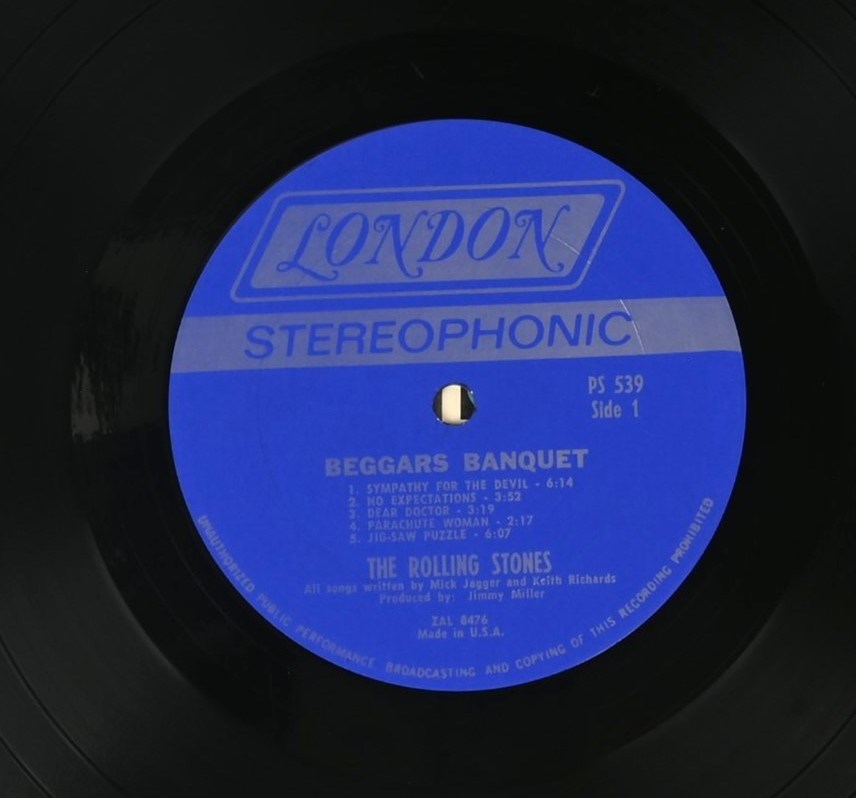 LONDON
STEREOPHONIC
PS 539
Side 1
BEGGARS BANQUET
1. SYMPATHY FOR THE DEVIL - 6:14
2. NO EXPECTATIONS - 3:52
3. DEAR DOCTOR - 3:19
4. PARACHUTE WOMAN - 2:17
5. JIG-SAW PUZZLE - 6:07
THE ROLLING STONES
All songs written by Mick Jagger and Keith Richards
Produced by: Jimmy Miller
ZAL 8476
Made in U.S.A.
UNAUTHORIZED PUBLIC PERFORMANCE, BROADCASTING AND COPYING OF THIS RECORDING PROHIBITED